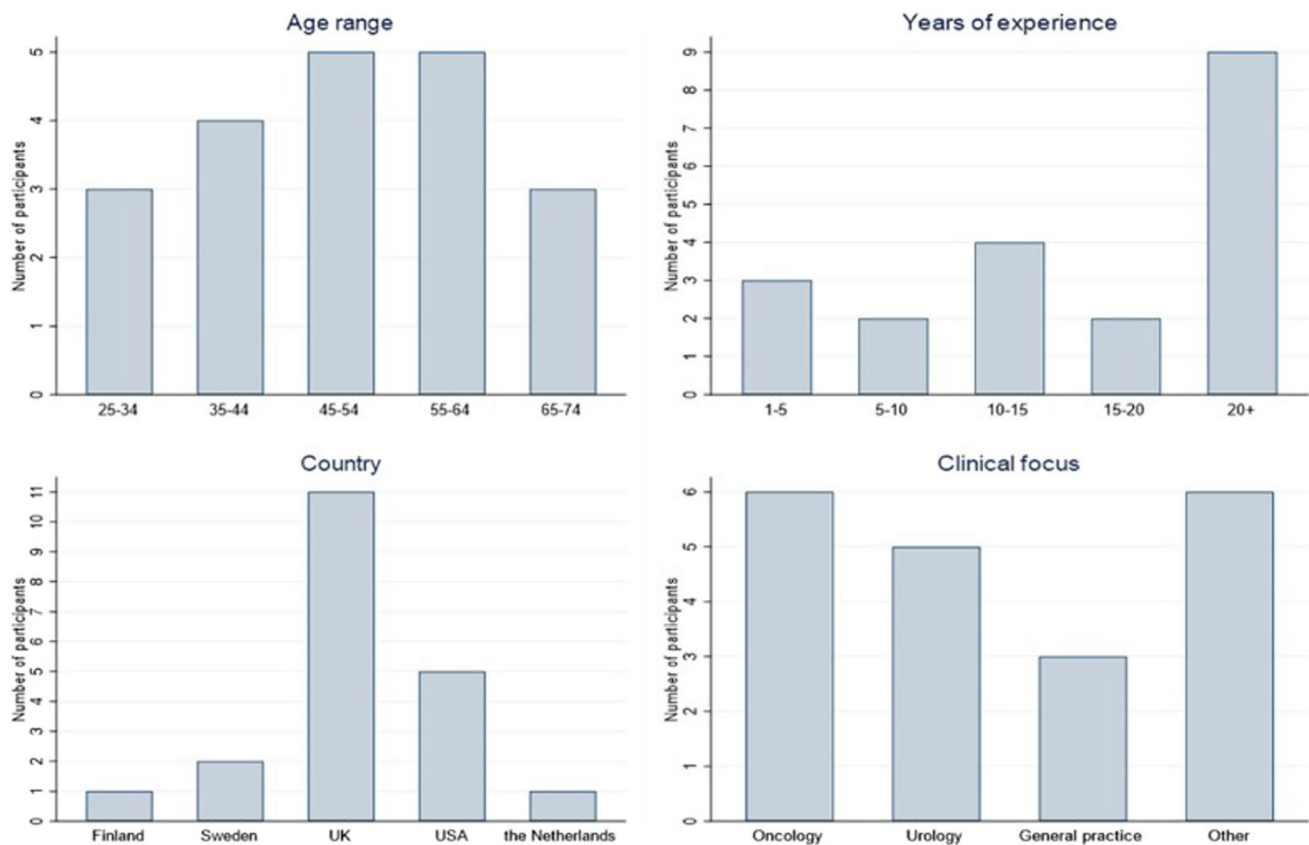 Age range
Number of participants
5
4
3
2
1
0
25-34 35-44 45-54 55-64 65-74
Years of experience
Number of participants
9
8
7
6
5
4
3
2
1
0
1-5 5-10 10-15 15-20 20+
Country
Number of participants
11
10
9
8
7
6
5
4
3
2
1
0
Finland Sweden UK USA the Netherlands
Clinical focus
Number of participants
6
5
4
3
2
1
0
Oncology Urology General practice Other